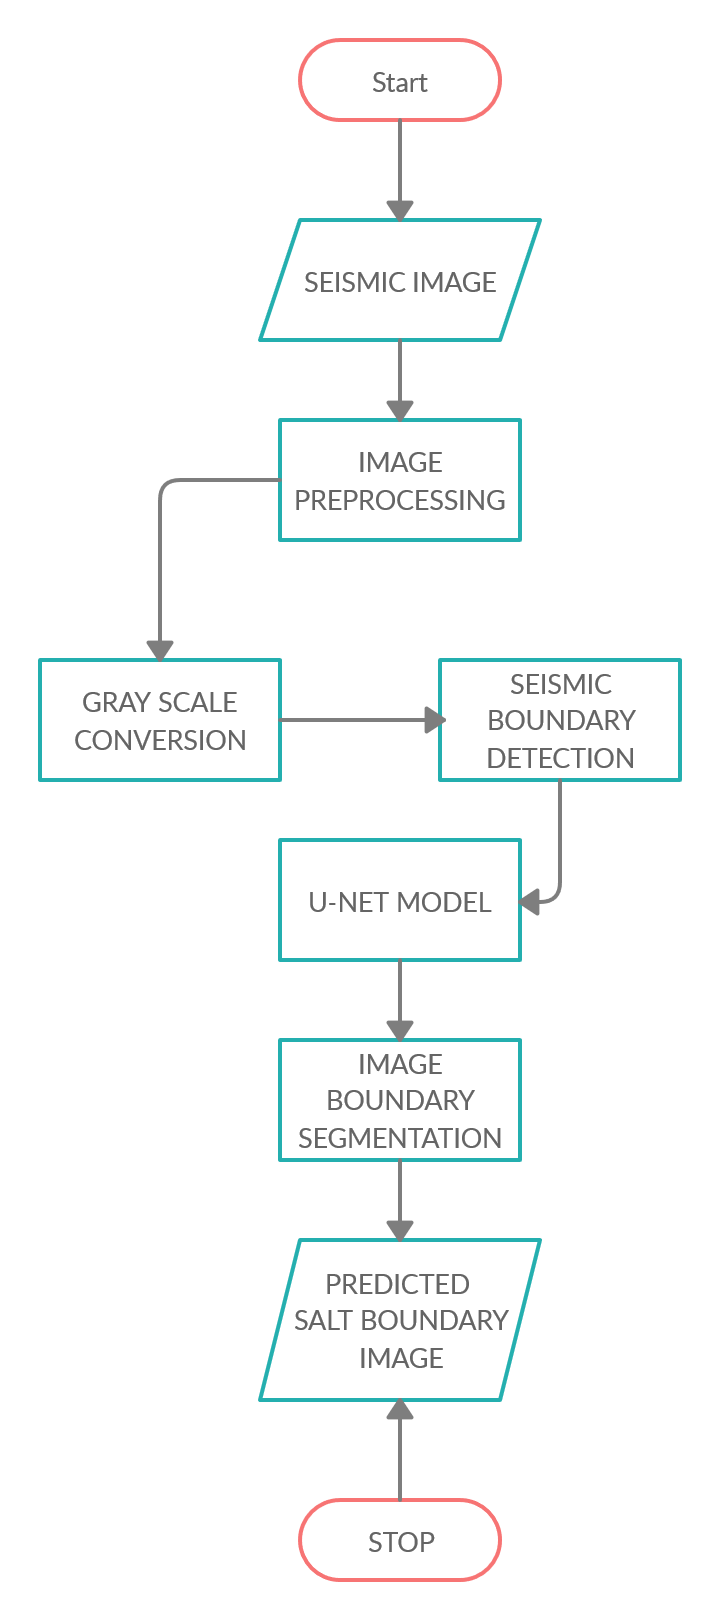 Start
SEISMIC IMAGE
IMAGE
PREPROCESSING
GRAY SCALE
CONVERSION
SEISMIC
BOUNDARY
DETECTION
U-NET MODEL
IMAGE
BOUNDARY
SEGMENTATION
PREDICTED
SALT BOUNDARY
IMAGE
STOP